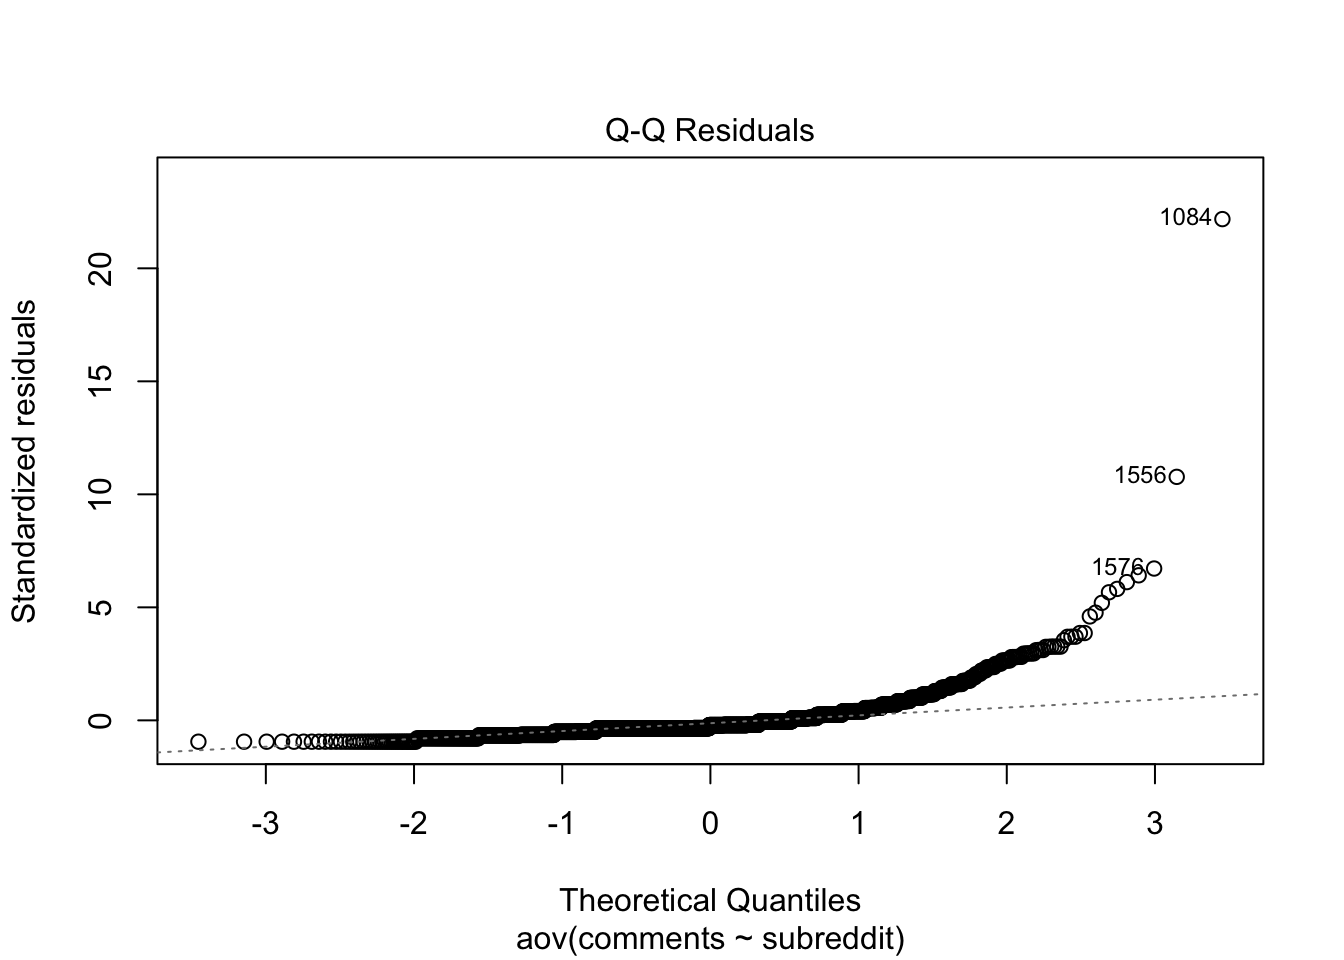 Q-Q Residuals
1084
1556
1576
20
15
10
5
0
Standardized residuals
-3 -2 -1 0 1 2 3
Theoretical Quantiles
aov(comments ~ subreddit)